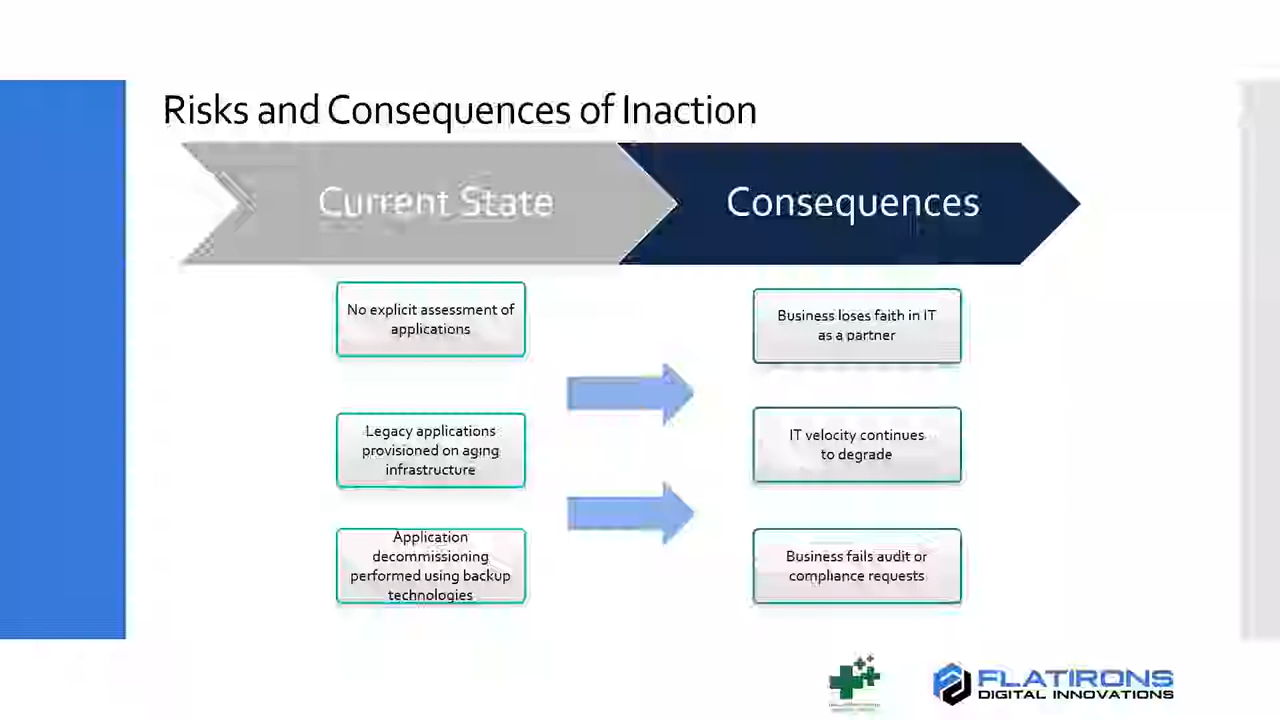 Risks and Consequences of Inaction
Current State
Consequences
No explicit assessment of
applications
Business loses faith in IT
as a partner
Legacy applications
provisioned on aging
infrastructure
IT velocity continues
to degrade
Application
decommissioning
performed using backup
technologies
Business fails audit or
compliance requests
FLATIRONS
DIGITAL INNOVATIONS